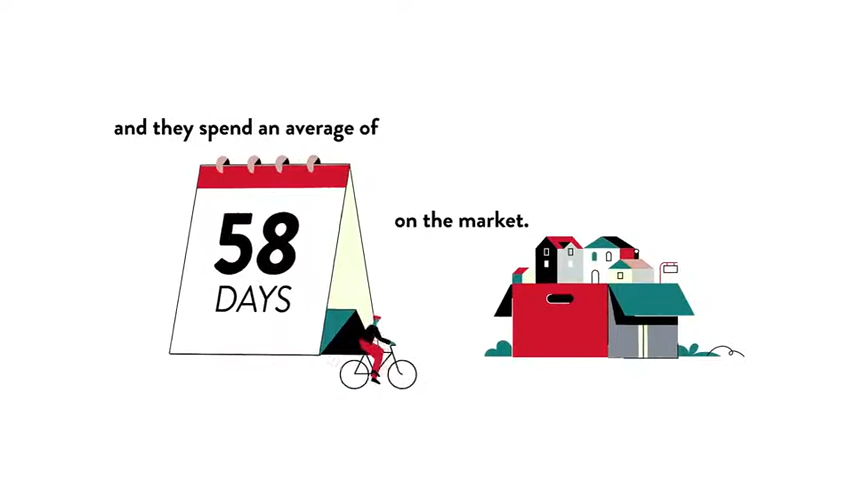 and they spend an average of
58
DAYS
on the market.